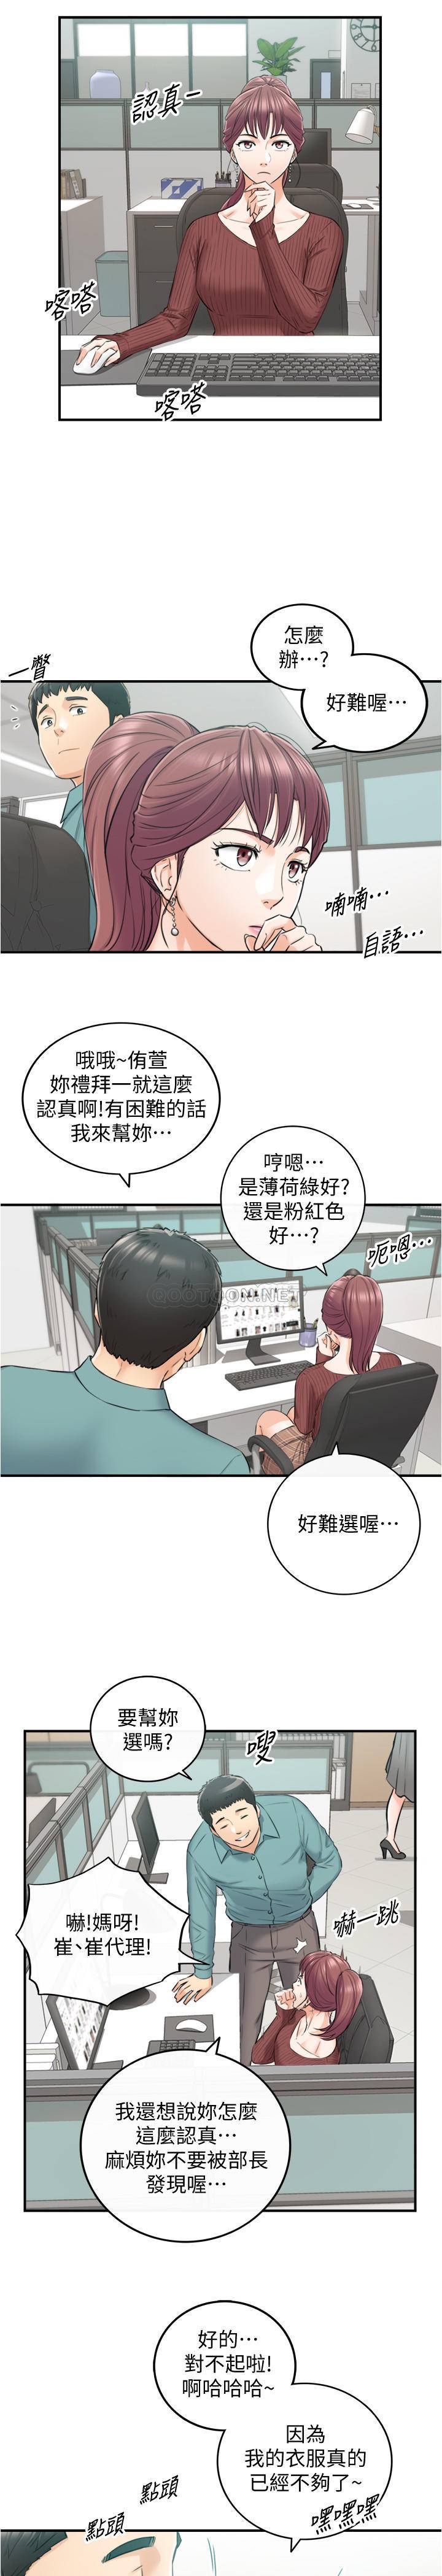 認真一
喀嗒
喀嗒
怎麼
辦…?
好難喔…
一瞥
喃喃…
自語…
哦哦~侑萱
妳禮拜一就這麼
認真啊!有困難的話
我來幫妳…
哼嗯…
是薄荷綠好?
還是粉紅色
好…?
呃嗯…
好難選喔…
要幫妳
選嗎?
嗖
嚇!媽呀!
崔、崔代理!
嚇一跳
我還想說妳怎麼
這麼認真…
麻煩妳不要被部長
發現喔…
好的…
對不起啦!
啊哈哈哈~
因為
我的衣服真的
已經不夠了~
點頭
點頭
嘿嘿嘿